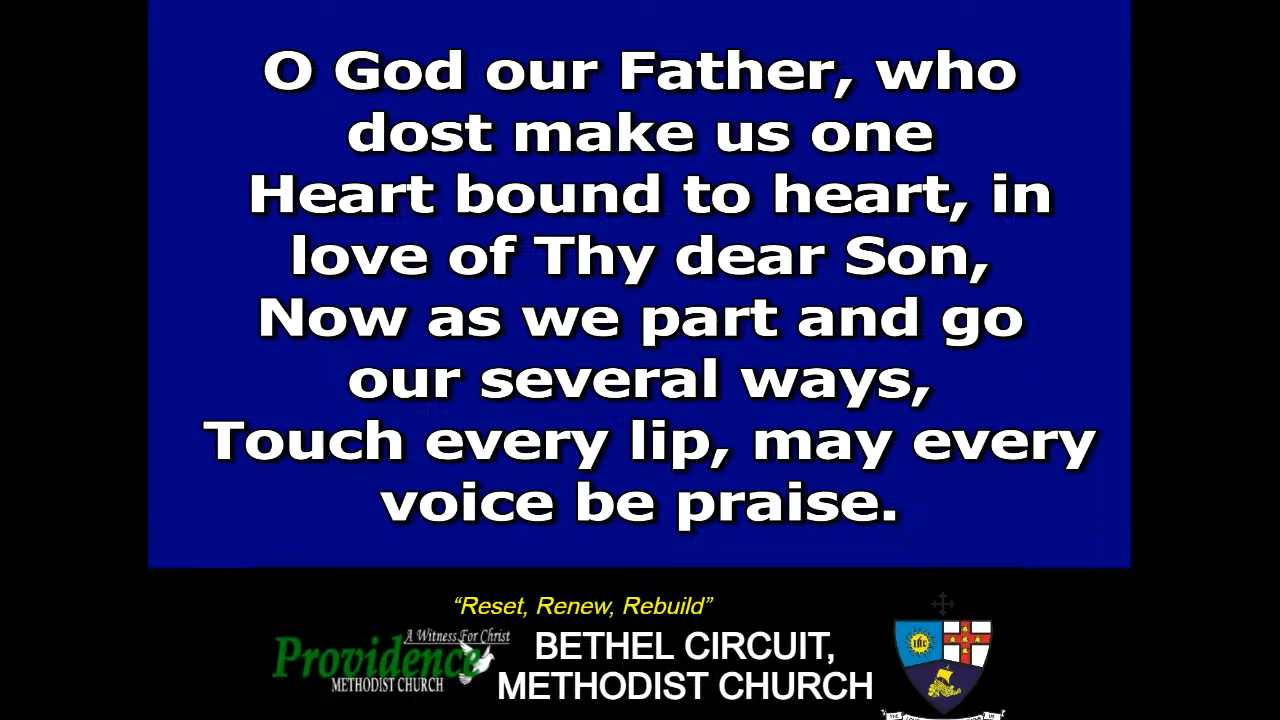 O God our Father, who
dost make us one
Heart bound to heart, in
love of Thy dear Son,
Now as we part and go
our several ways,
Touch every lip, may every
voice be praise.
“Reset, Renew, Rebuild”
A Witness For Christ
Providence
METHODIST CHURCH
BETHEL CIRCUIT,
METHODIST CHURCH
THE